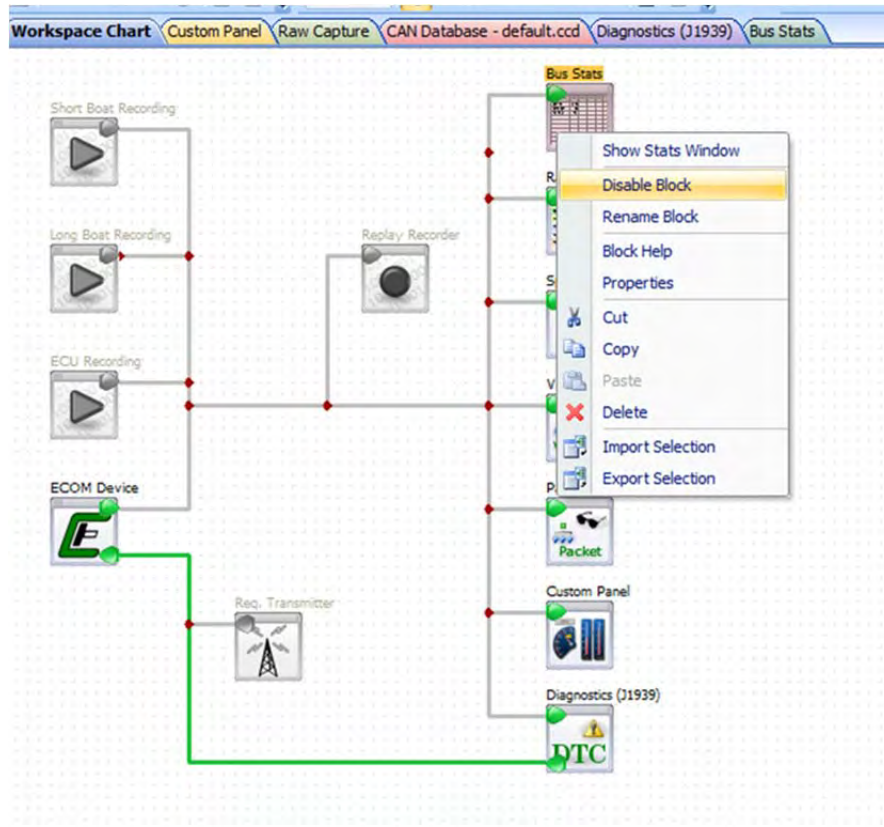 Workspace Chart
Custom Panel
Raw Capture
CAN Database - default.ccd
Diagnostics (J1939)
Bus Stats
Bus Stats
Short Boat Recording
Show Stats Window
Disable Block
Rename Block
Long Boat Recording
Replay Recorder
Block Help
Properties
Cut
Copy
ECU Recording
Paste
Delete
Import Selection
Export Selection
ECOM Device
Packet
Custom Panel
Req. Transmitter
Diagnostics (J1939)
DTC